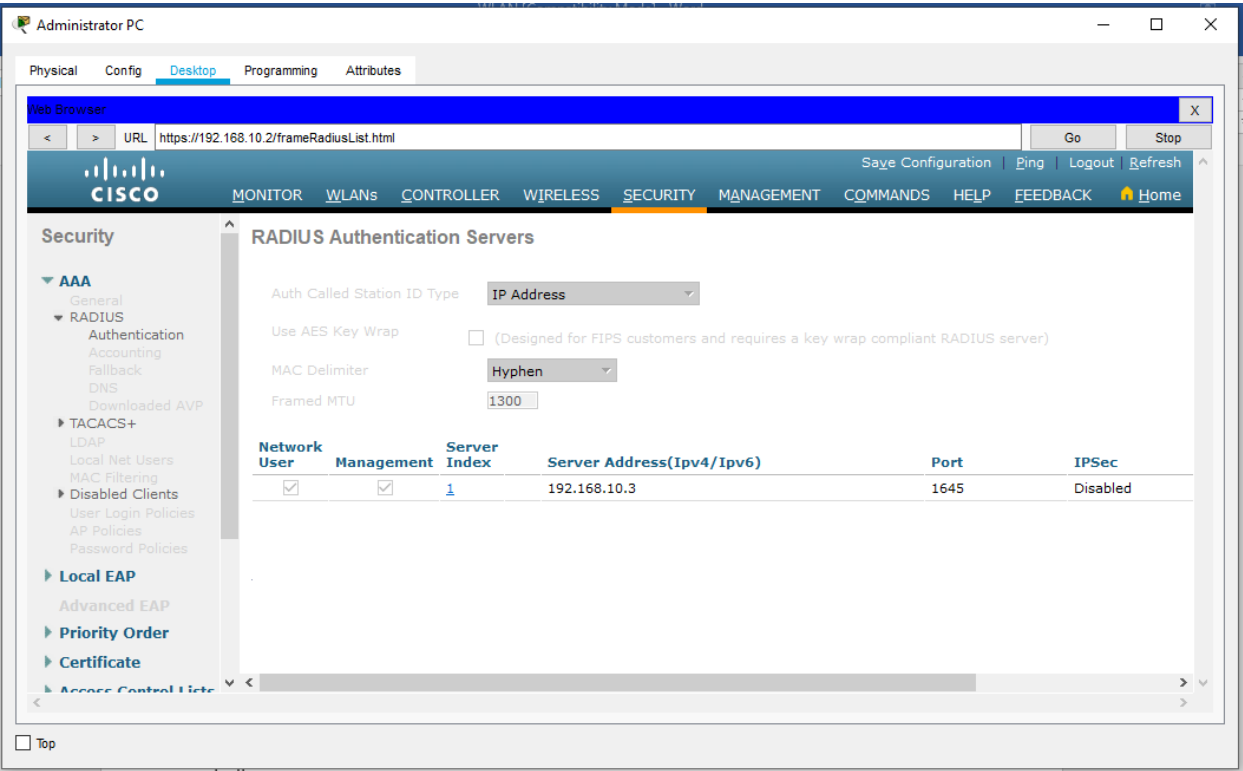 Administrator PC
Physical Config Desktop Programming Attributes
Web Browser X
< > URL https://192.168.10.2/frameRadiusList.html Go Stop
Save Configuration | Ping | Logout | Refresh
CISCO MONITOR WLANs CONTROLLER WIRELESS SECURITY MANAGEMENT COMMANDS HELP FEEDBACK Home
Security
AAA
General
RADIUS
Authentication
Accounting
Fallback
DNS
Downloaded AVP
TACACS+
LDAP
Local Net Users
MAC Filtering
Disabled Clients
User Login Policies
AP Policies
Password Policies
Local EAP
Advanced EAP
Priority Order
Certificate
Access Control Lists
RADIUS Authentication Servers
Auth Called Station ID Type IP Address
Use AES Key Wrap (Designed for FIPS customers and requires a key wrap compliant RADIUS server)
MAC Delimiter Hyphen
Framed MTU 1300
Network User Management Server Index Server Address(Ipv4/Ipv6) Port IPSec
1 192.168.10.3 1645 Disabled
Top